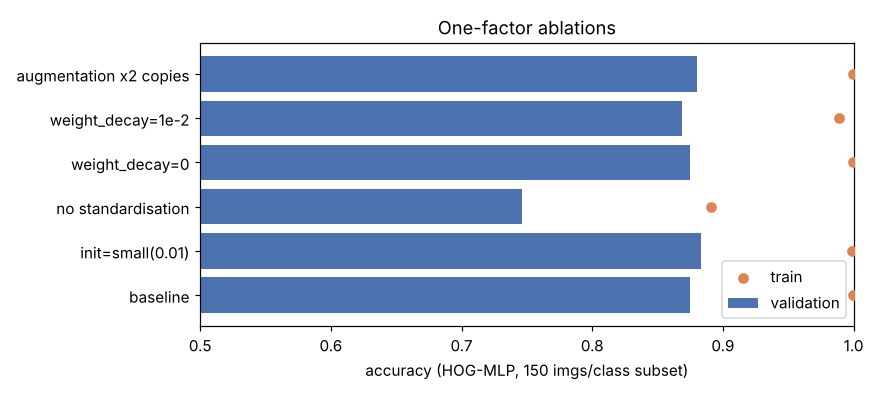 One-factor ablations
augmentation x2 copies
weight_decay=1e-2
weight_decay=0
no standardisation
init=small(0.01)
baseline
train
validation
0.5 0.6 0.7 0.8 0.9 1.0
accuracy (HOG-MLP, 150 imgs/class subset)